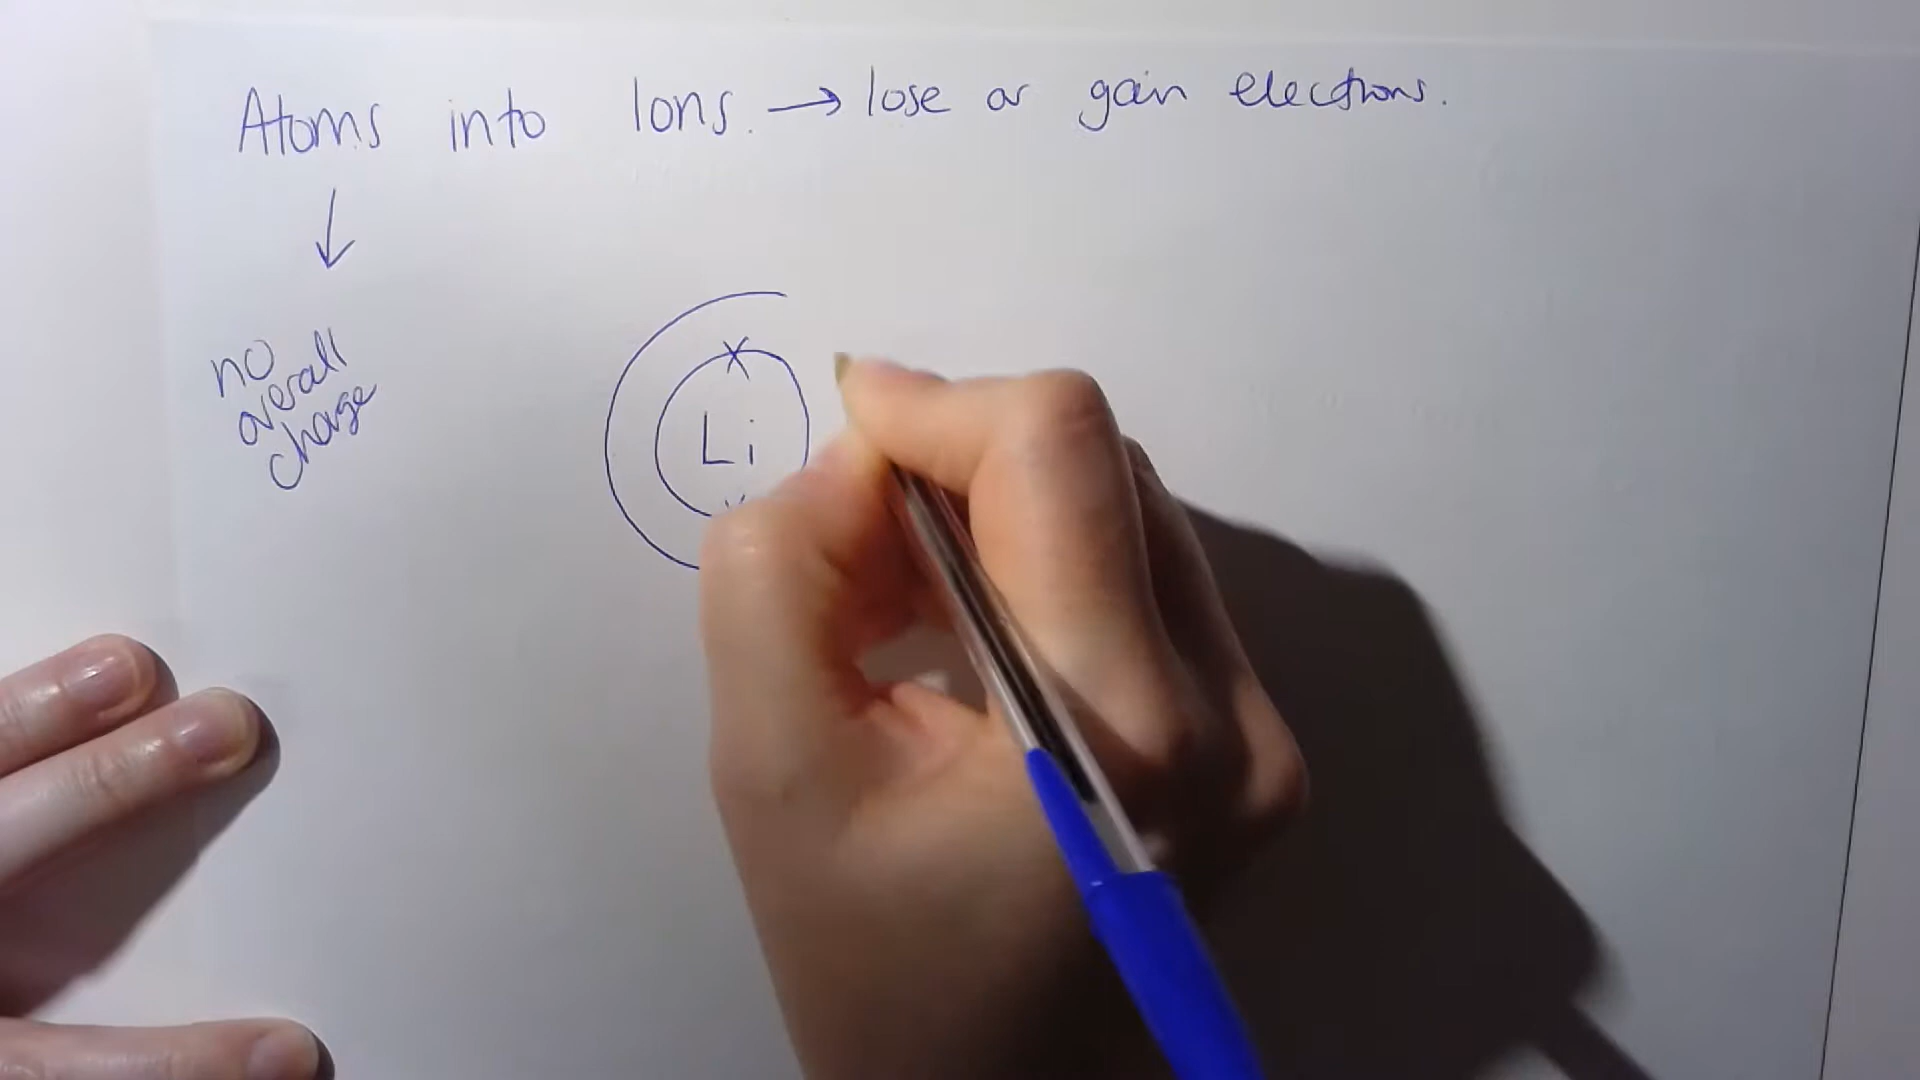 Atoms into Ions. → lose or gain electrons.
no
overall
charge
Li